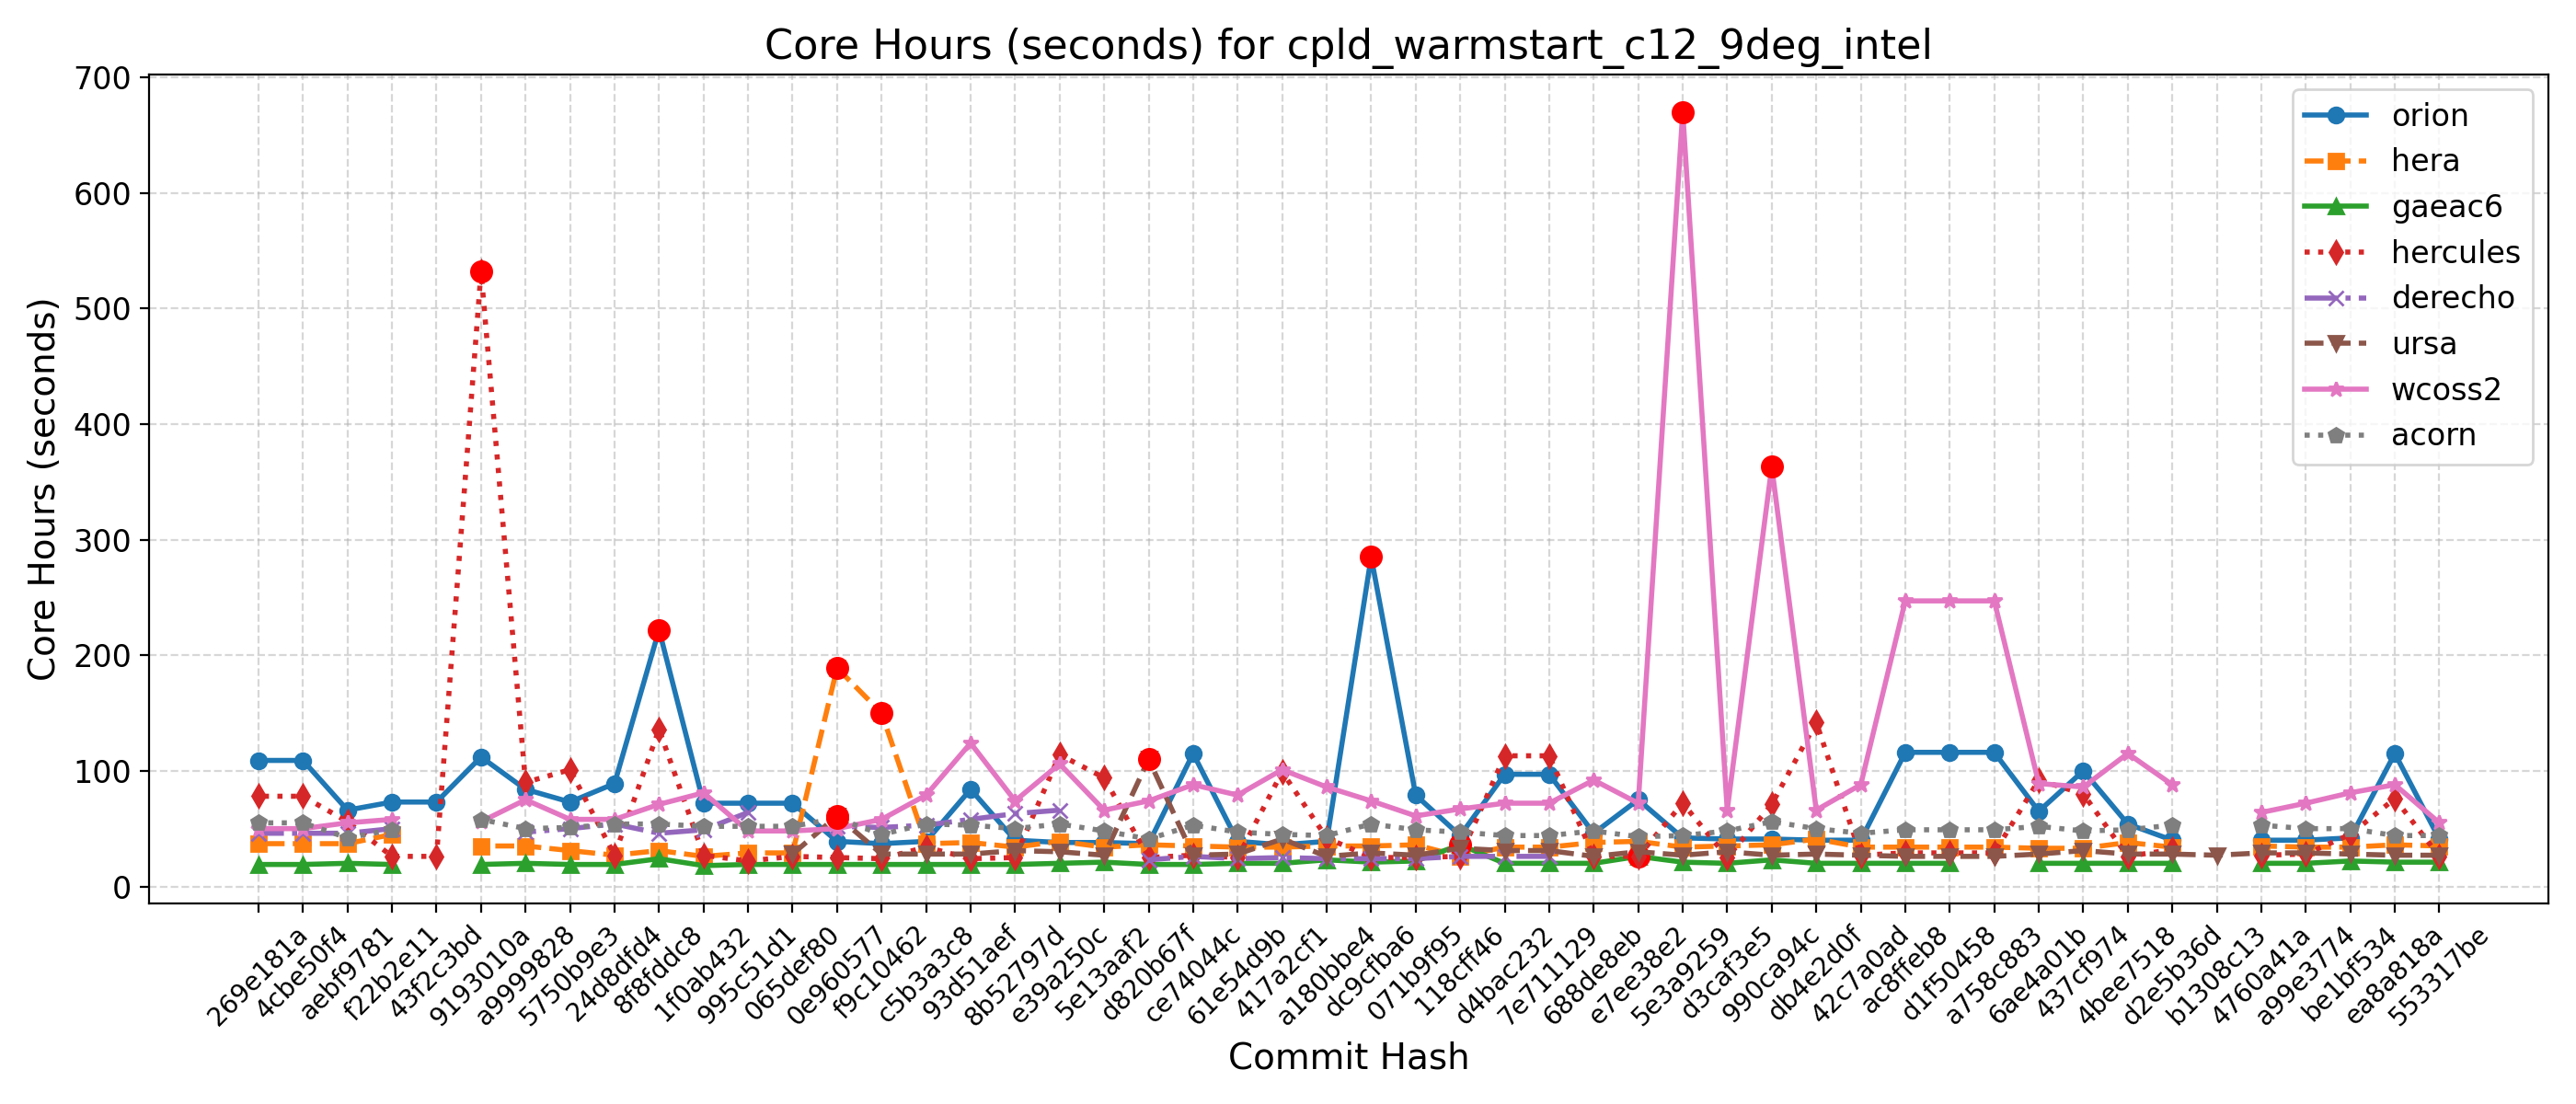 Core Hours (seconds) for cpld_warmstart_c12_9deg_intel
Core Hours (seconds)
700
600
500
400
300
200
100
0
orion
hera
gaeac6
hercules
derecho
ursa
wcoss2
acorn
269e181a
4cbe50f4
aebf9781
f22b2e11
43f2c3bd
9193010a
a9999828
5750b9e3
24d8dfd4
8f8fddc8
1f0ab432
995c51d1
065def80
0e960577
f9c10462
c5b3a3c8
93d51aef
8b52797d
e39a250c
5e13aaf2
d820b67f
ce74044c
61e54d9b
417a2cf1
a180bbe4
dc9cfba6
071b9f95
118cff46
d4bac232
7e711129
688de8eb
e7ee38e2
5e3a9259
d3caf3e5
990ca94c
db4e2d0f
42c7a0ad
ac8ffeb8
d1f50458
a758c883
6ae4a01b
437cf974
4bee7518
d2e5b36d
b1308c13
4760a41a
a99e3774
be1bf534
ea8a818a
553317be
Commit Hash